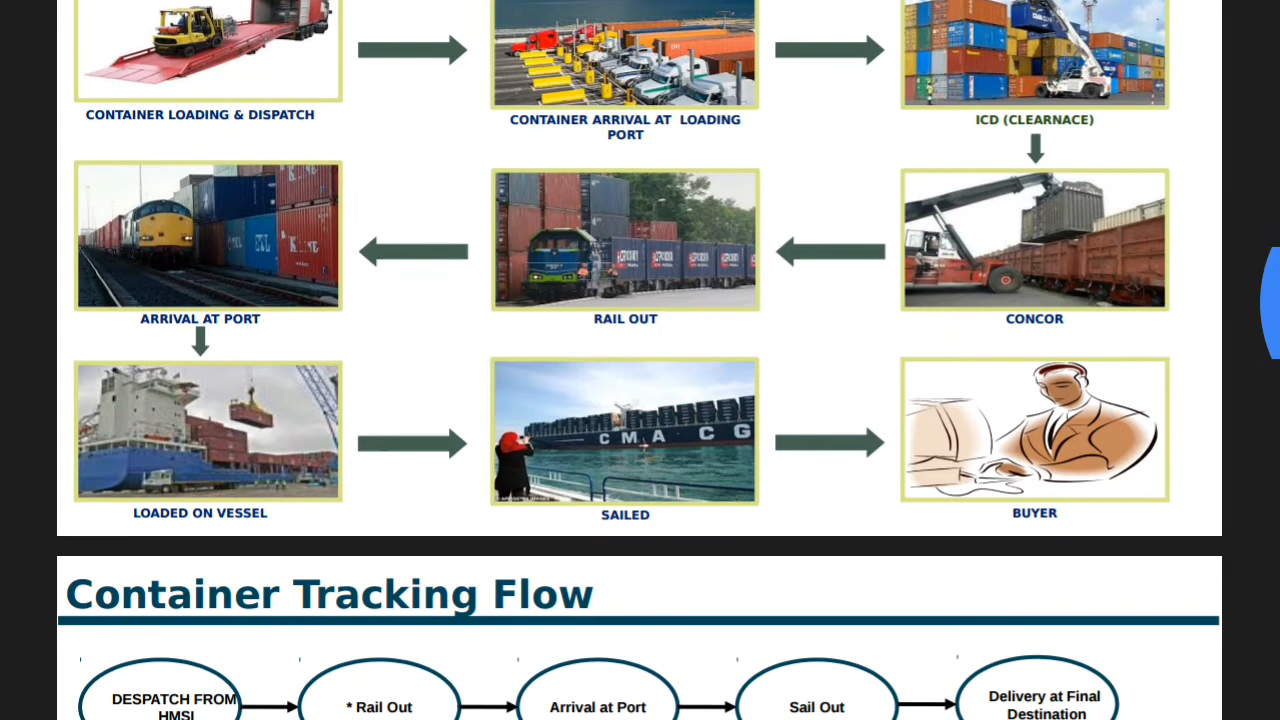 CONTAINER LOADING & DISPATCH
CONTAINER ARRIVAL AT LOADING
PORT
ICD (CLEARNACE)
ARRIVAL AT PORT
RAIL OUT
CONCOR
CMA CG
LOADED ON VESSEL
SAILED
BUYER
Container Tracking Flow
DESPATCH FROM
HMSI
* Rail Out
Arrival at Port
Sail Out
Delivery at Final
Destination